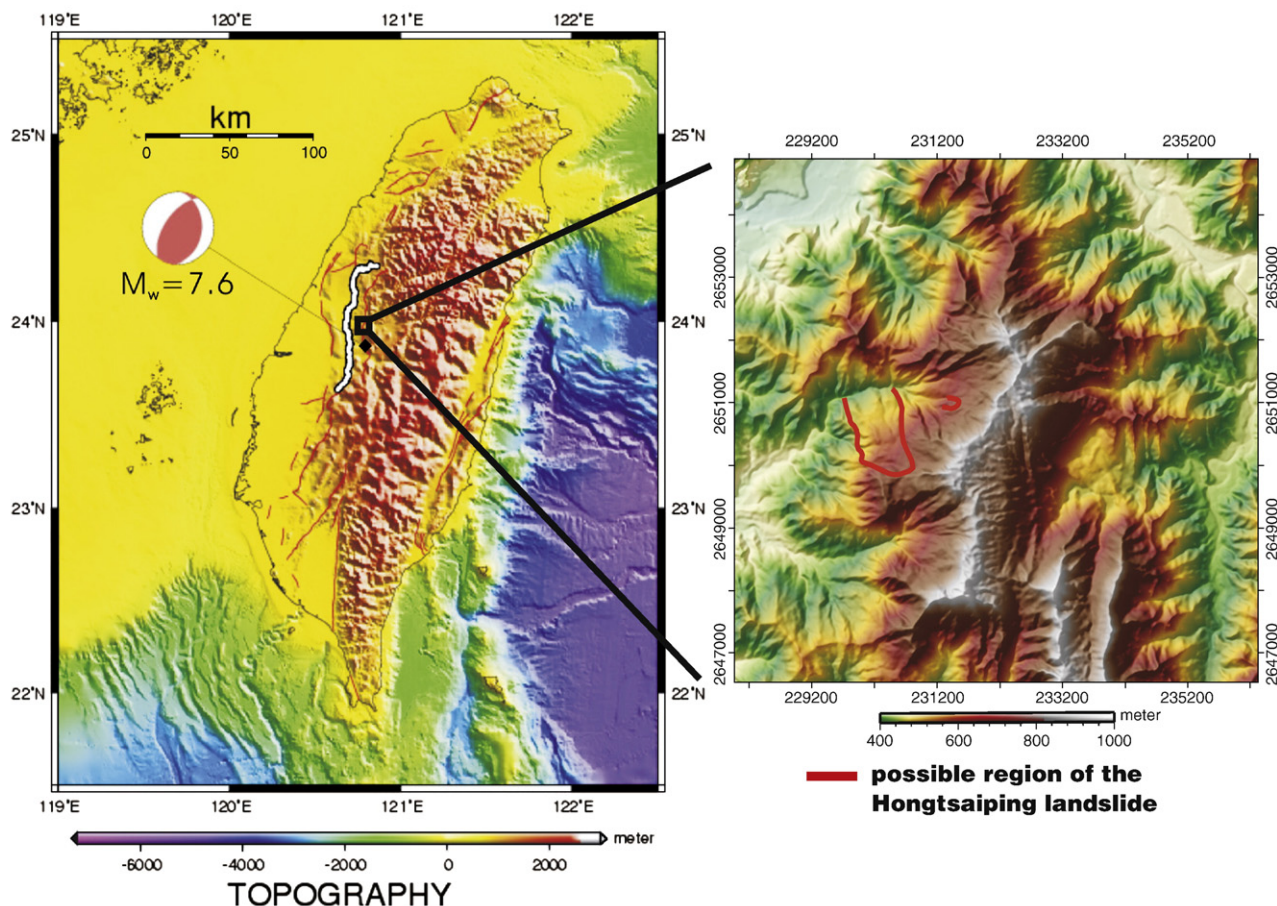 119°E 120°E 121°E 122°E
km
0 50 100
25°N 25°N
Mw=7.6
24°N 24°N
23°N 23°N
22°N 22°N
119°E 120°E 121°E 122°E
meter
-6000 -4000 -2000 0 2000
TOPOGRAPHY
229200 231200 233200 235200
2653000 2653000
2651000 2651000
2649000 2649000
2647000 2647000
229200 231200 233200 235200
meter
400 600 800 1000
possible region of the
Hongtsaiping landslide